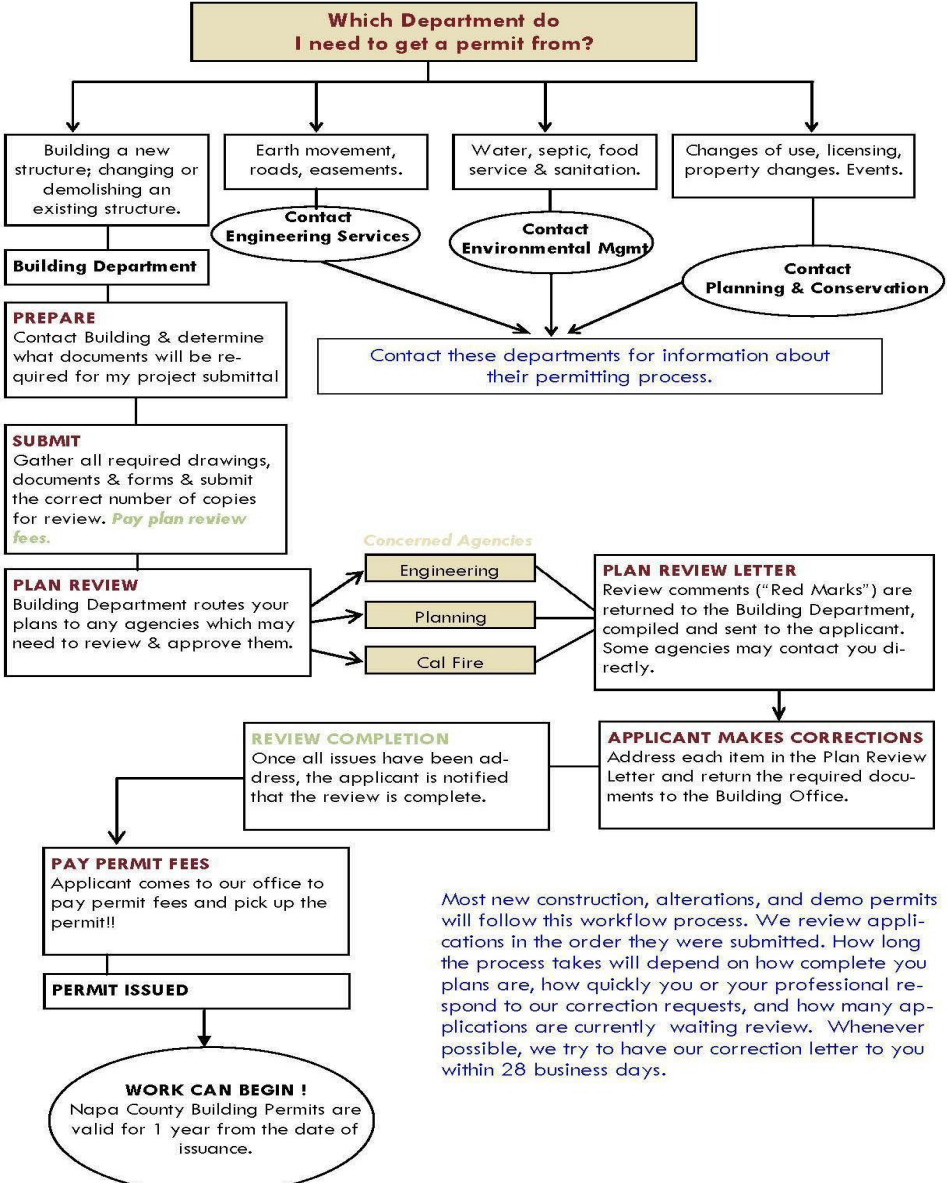 Which Department do
I need to get a permit from?
Building a new
structure; changing or
demolishing an
existing structure.
Earth movement,
roads, easements.
Water, septic, food
service & sanitation.
Changes of use, licensing,
property changes. Events.
Contact
Engineering Services
Contact
Environmental Mgmt
Contact
Planning & Conservation
Building Department
Contact these departments for information about
their permitting process.
PREPARE
Contact Building & determine
what documents will be re-
quired for my project submittal
SUBMIT
Gather all required drawings,
documents & forms & submit
the correct number of copies
for review. Pay plan review
fees.
PLAN REVIEW
Building Department routes your
plans to any agencies which may
need to review & approve them.
Concerned Agencies
Engineering
Planning
Cal Fire
PLAN REVIEW LETTER
Review comments ("Red Marks") are
returned to the Building Department,
compiled and sent to the applicant.
Some agencies may contact you di-
rectly.
APPLICANT MAKES CORRECTIONS
Address each item in the Plan Review
Letter and return the required docu-
ments to the Building Office.
REVIEW COMPLETION
Once all issues have been ad-
dress, the applicant is notified
that the review is complete.
PAY PERMIT FEES
Applicant comes to our office to
pay permit fees and pick up the
permit!!
PERMIT ISSUED
WORK CAN BEGIN !
Napa County Building Permits are
valid for 1 year from the date of
issuance.
Most new construction, alterations, and demo permits
will follow this workflow process. We review appli-
cations in the order they were submitted. How long
the process takes will depend on how complete you
plans are, how quickly you or your professional re-
spond to our correction requests, and how many ap-
plications are currently waiting review. Whenever
possible, we try to have our correction letter to you
within 28 business days.